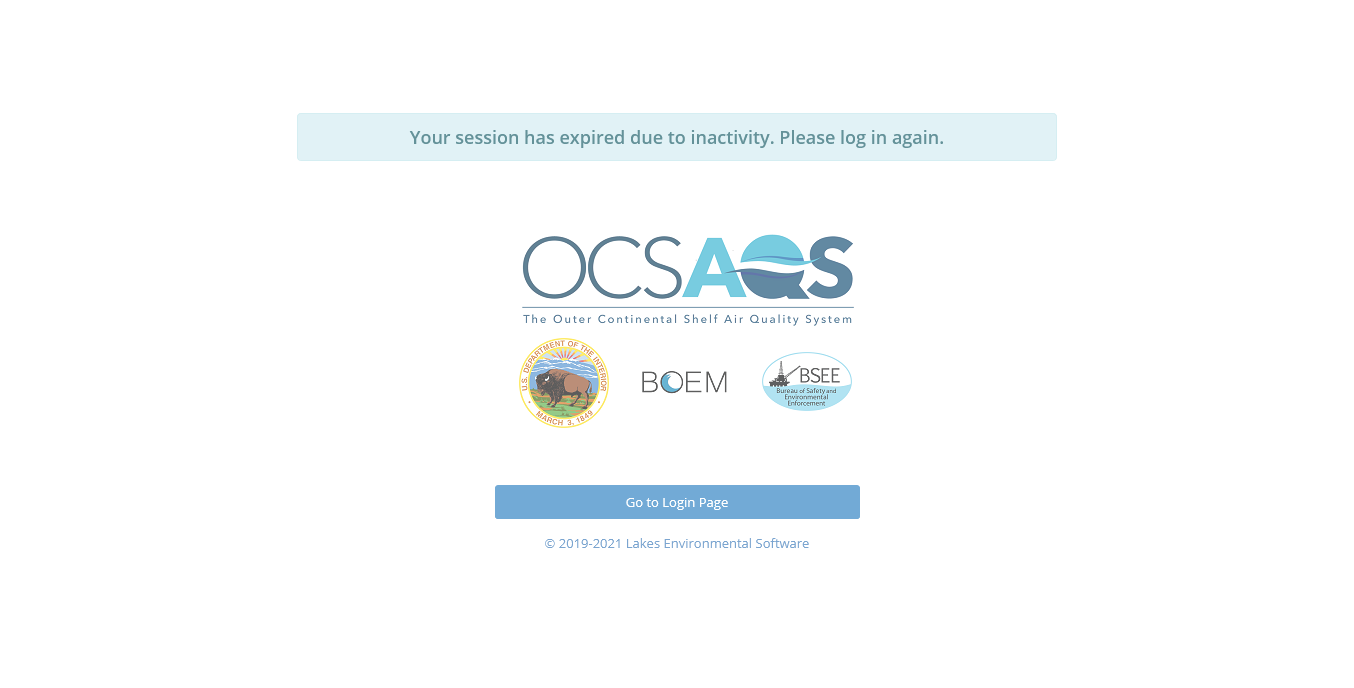 Your session has expired due to inactivity. Please log in again.
OCSAQS
The Outer Continental Shelf Air Quality System
U.S. DEPARTMENT OF THE INTERIOR
MARCH 3, 1849
BOEM
BSEE
Bureau of Safety and
Environmental
Enforcement
Go to Login Page
© 2019-2021 Lakes Environmental Software